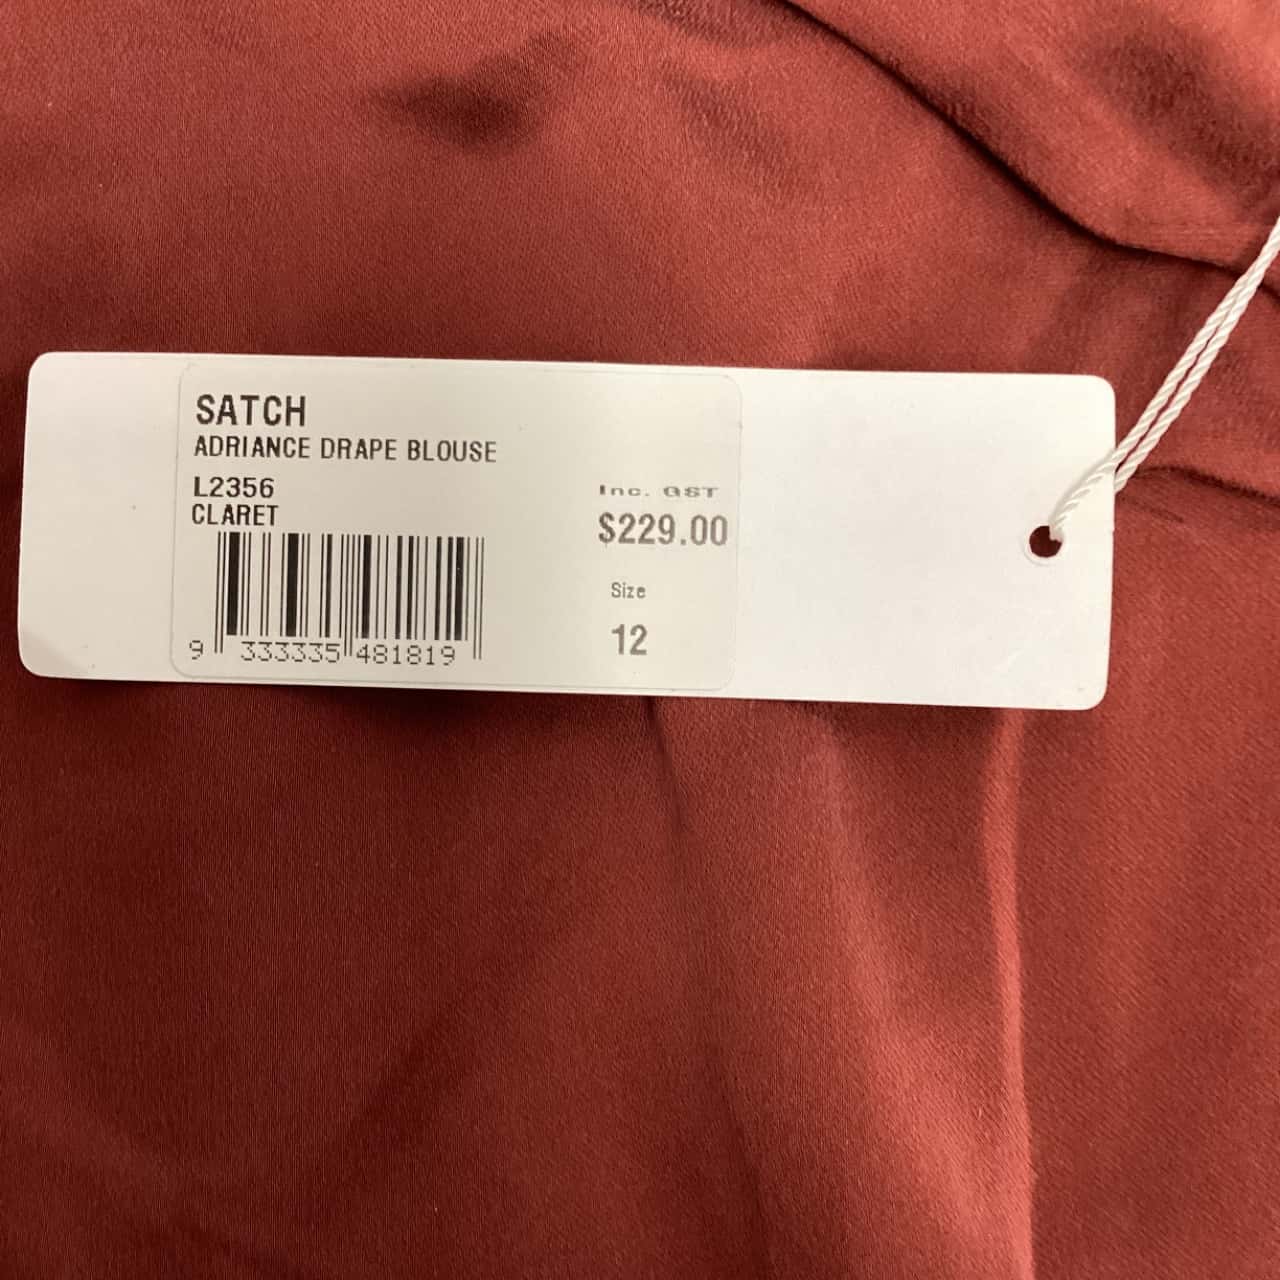 SATCH
ADRIANCE DRAPE BLOUSE
L2356
CLARET
Inc. GST
$229.00
Size
12
9 333335 481819